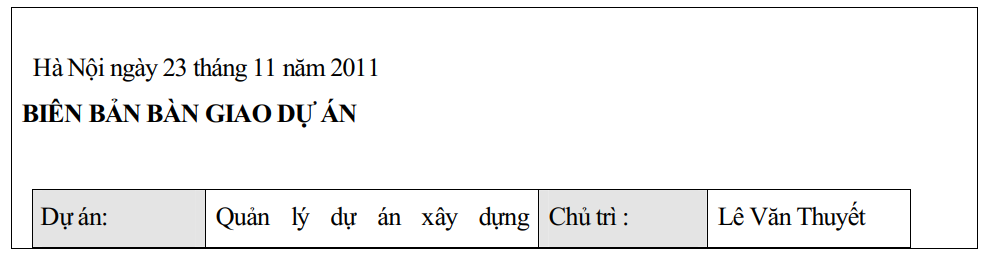 Hà Nội ngày 23 tháng 11 năm 2011
BIÊN BẢN BÀN GIAO DỰ ÁN
Dự án: Quản lý dự án xây dựng Chủ trì : Lê Văn Thuyết